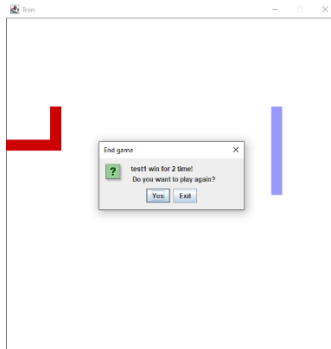 Tron
End game
test1 win for 2 time!
Do you want to play again?
Yes Exit